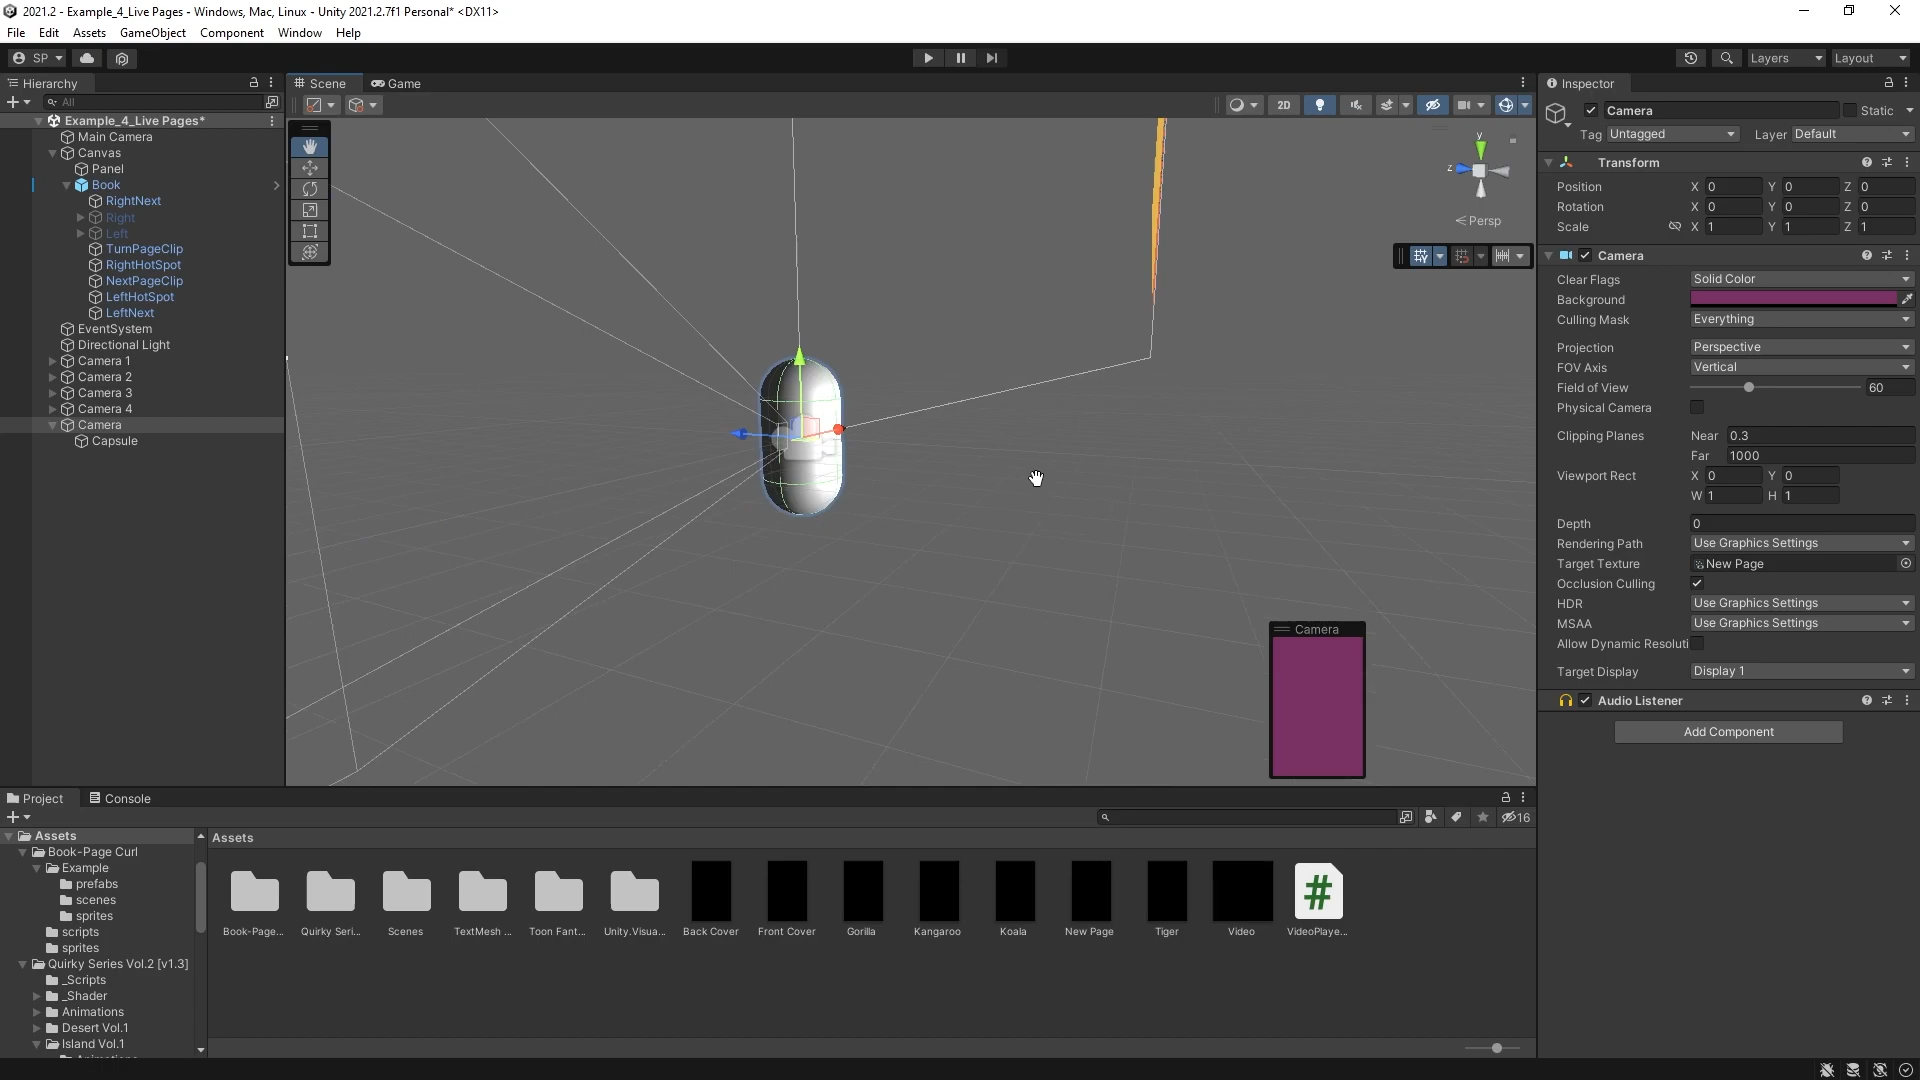 2021.2 - Example_4_Live Pages - Windows, Mac, Linux - Unity 2021.2.7f1 Personal* <DX11>
File Edit Assets GameObject Component Window Help
SP Layers Layout
Hierarchy
All
Example_4_Live Pages*
Main Camera
Canvas
Panel
Book
RightNext
Right
Left
TurnPageClip
RightHotSpot
NextPageClip
LeftHotSpot
LeftNext
EventSystem
Directional Light
Camera 1
Camera 2
Camera 3
Camera 4
Camera
Capsule
Scene Game
2D
y
z
Persp
Camera
Inspector
Camera Static
Tag Untagged Layer Default
Transform
Position X 0 Y 0 Z 0
Rotation X 0 Y 0 Z 0
Scale X 1 Y 1 Z 1
Camera
Clear Flags Solid Color
Background
Culling Mask Everything
Projection Perspective
FOV Axis Vertical
Field of View 60
Physical Camera
Clipping Planes Near 0.3
Far 1000
Viewport Rect X 0 Y 0
W 1 H 1
Depth 0
Rendering Path Use Graphics Settings
Target Texture New Page
Occlusion Culling
HDR Use Graphics Settings
MSAA Use Graphics Settings
Allow Dynamic Resoluti
Target Display Display 1
Audio Listener
Add Component
Project Console
16
Assets
Book-Page Curl
Example
prefabs
scenes
sprites
scripts
sprites
Quirky Series Vol.2 [v1.3]
_Scripts
_Shader
Animations
Desert Vol.1
Island Vol.1
Assets
Book-Page... Quirky Seri... Scenes TextMesh ... Toon Fant... Unity.Visua... Back Cover Front Cover Gorilla Kangaroo Koala New Page Tiger Video VideoPlaye...